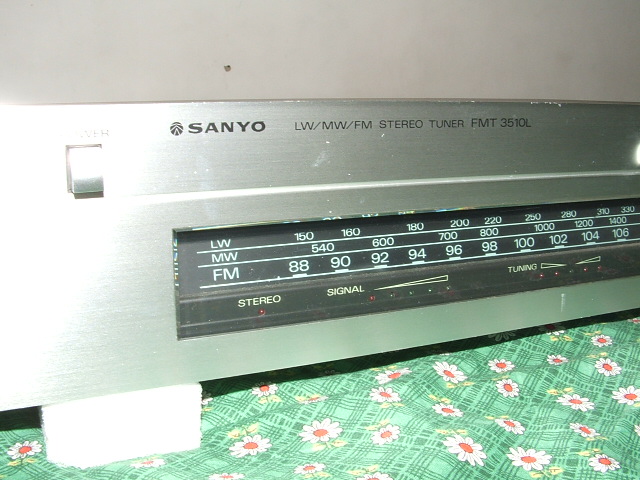 POWER
SANYO LW/MW/FM STEREO TUNER FMT 3510L
LW 150 160 180 200 220 250 280 310 330
MW 540 600 700 800 1000 1200 1400
FM 88 90 92 94 96 98 100 102 104 106
STEREO SIGNAL TUNING